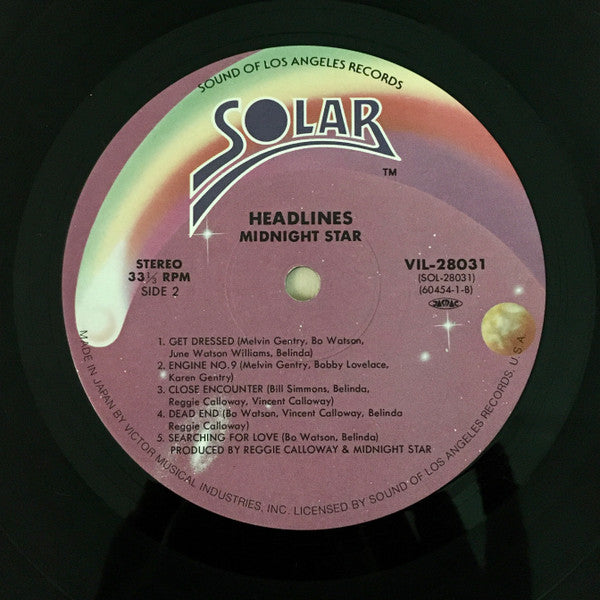 SOUND OF LOS ANGELES RECORDS
SOLAR
TM
HEADLINES
MIDNIGHT STAR
STEREO
33⅓ RPM
SIDE 2
VIL-28031
(SOL-28031)
(60454-1-B)
JASRAC
1. GET DRESSED (Melvin Gentry, Bo Watson,
June Watson Williams, Belinda)
2. ENGINE NO. 9 (Melvin Gentry, Bobby Lovelace,
Karen Gentry)
3. CLOSE ENCOUNTER (Bill Simmons, Belinda,
Reggie Calloway, Vincent Calloway)
4. DEAD END (Bo Watson, Vincent Calloway, Belinda
Reggie Calloway)
5. SEARCHING FOR LOVE (Bo Watson, Belinda)
PRODUCED BY REGGIE CALLOWAY & MIDNIGHT STAR
MADE IN JAPAN BY VICTOR MUSICAL INDUSTRIES, INC. LICENSED BY SOUND OF LOS ANGELES RECORDS, U.S.A.